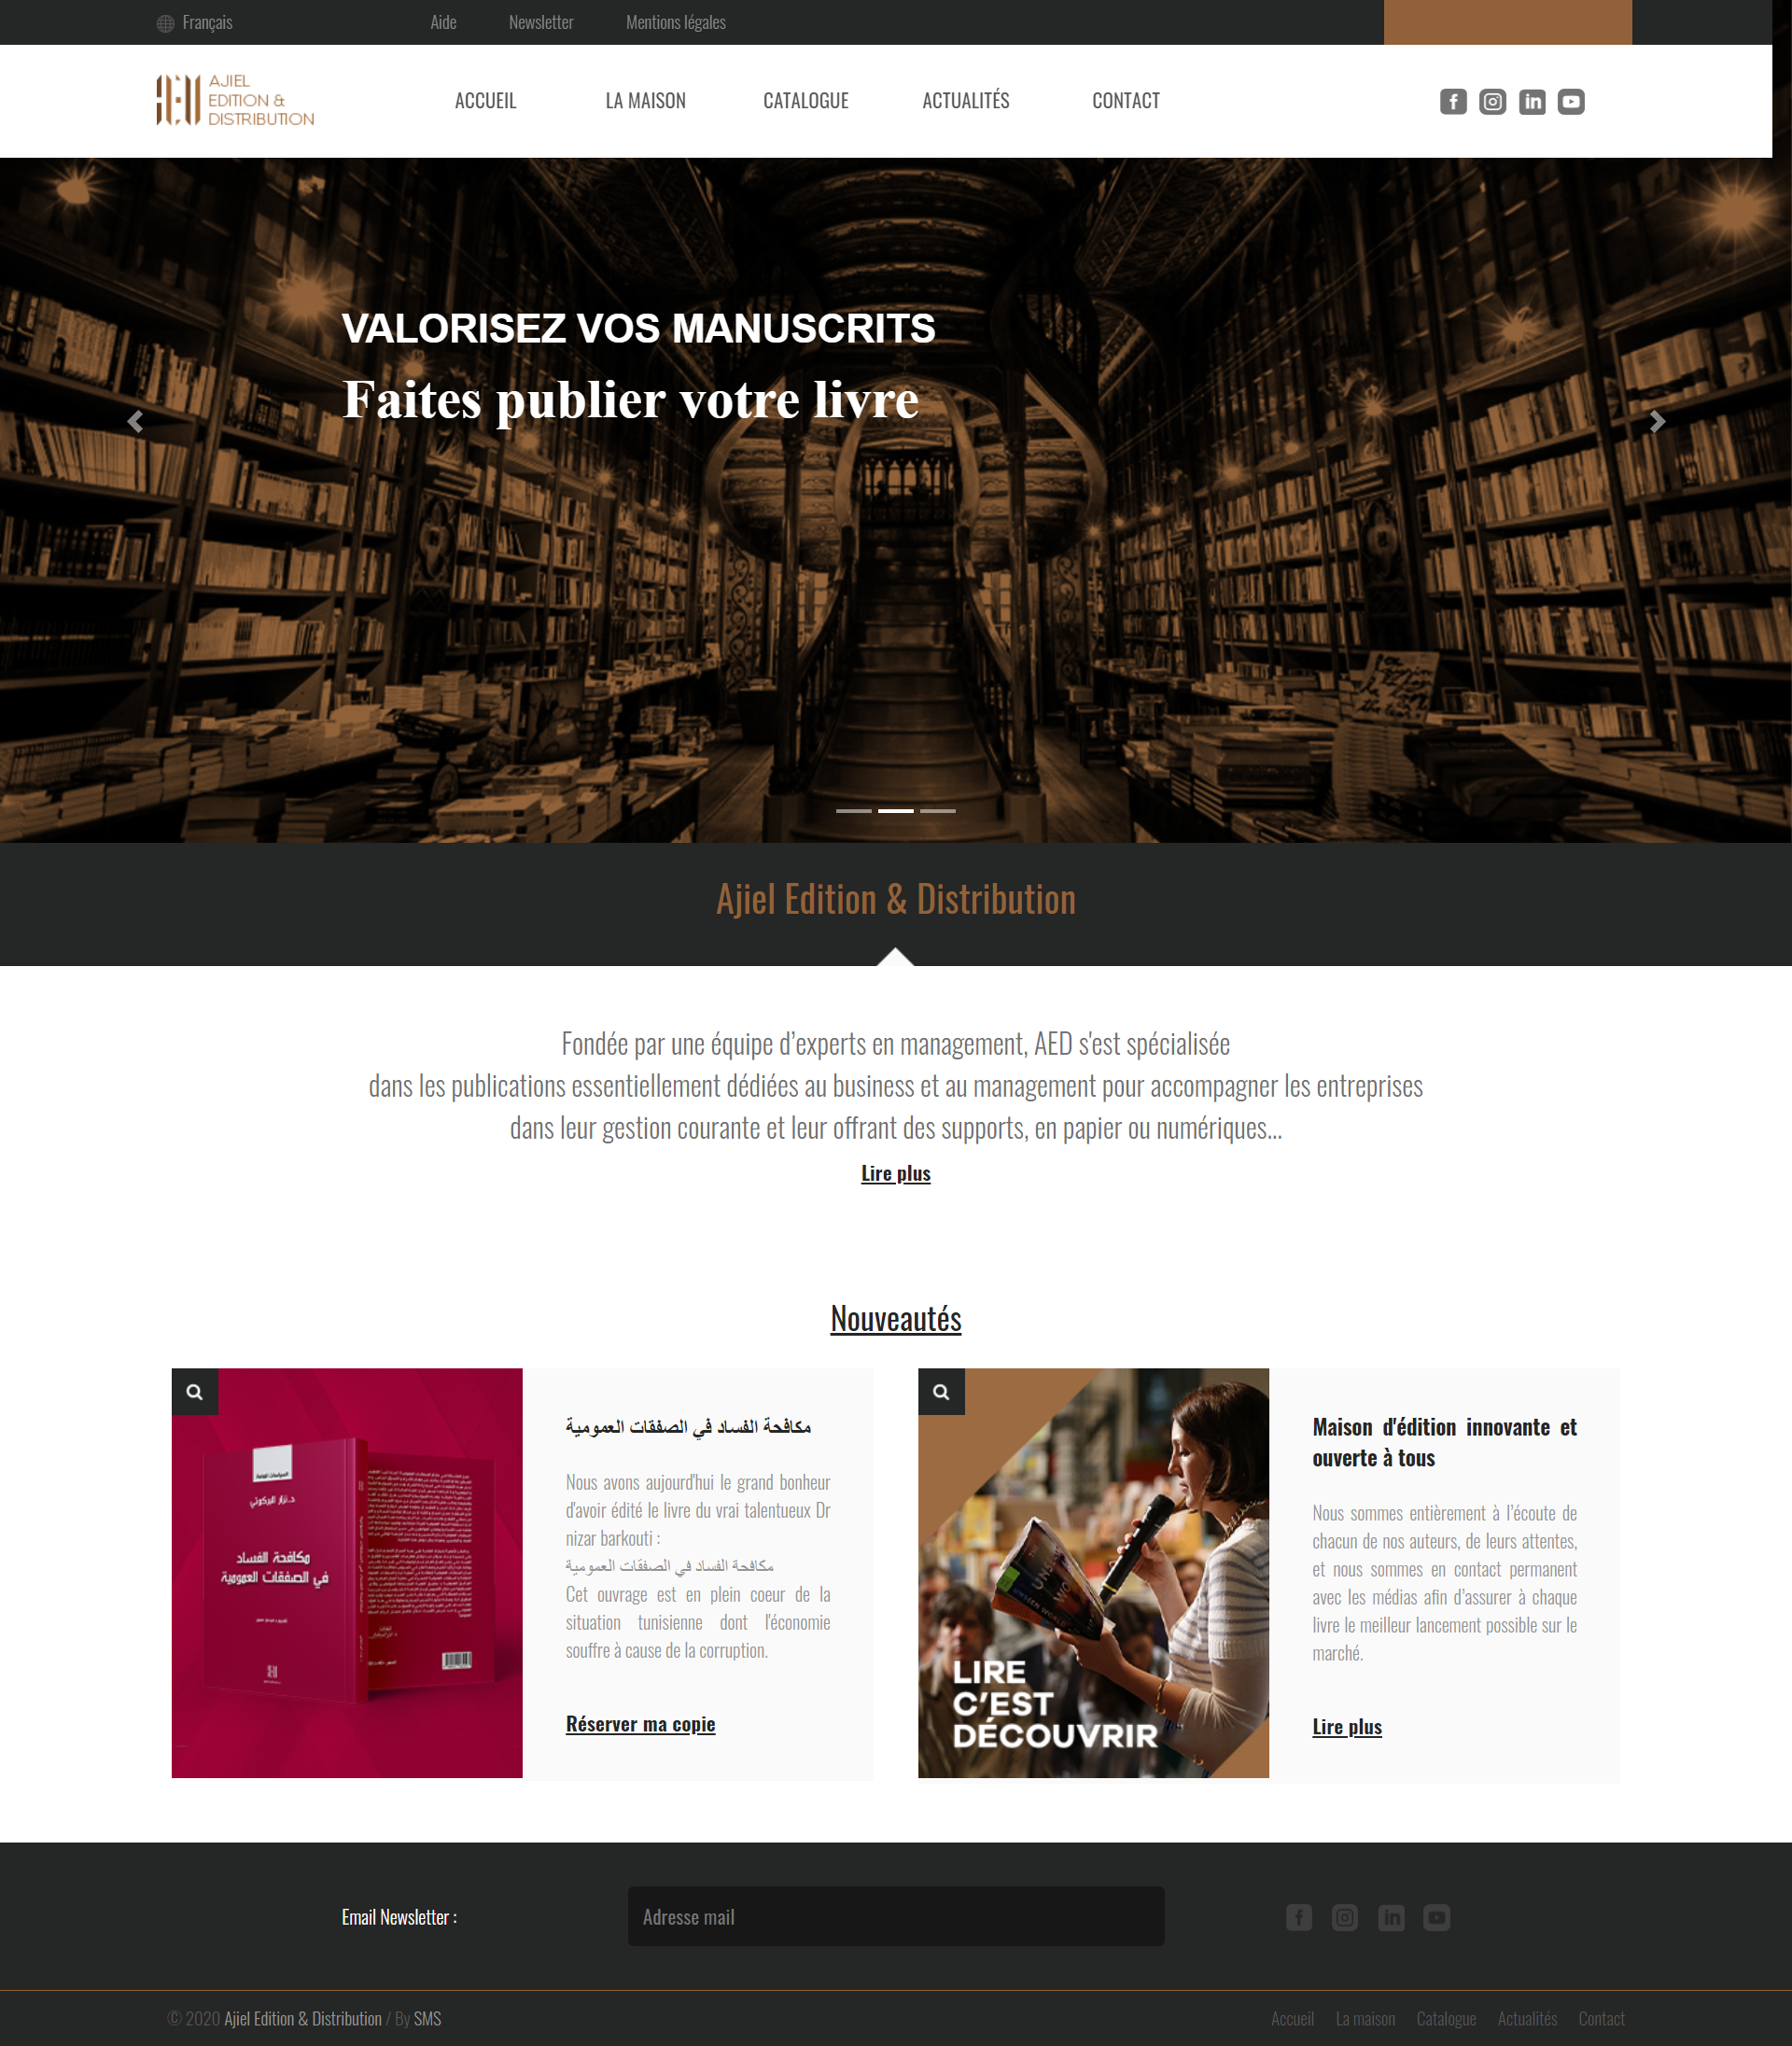 Français
Aide
Newsletter
Mentions légales
AJIEL
EDITION &
DISTRIBUTION
ACCUEIL
LA MAISON
CATALOGUE
ACTUALITÉS
CONTACT
VALORISEZ VOS MANUSCRITS
Faites publier votre livre
Ajiel Edition & Distribution
Fondée par une équipe d’experts en management, AED s'est spécialisée
dans les publications essentiellement dédiées au business et au management pour accompagner les entreprises
dans leur gestion courante et leur offrant des supports, en papier ou numériques...
Lire plus
Nouveautés
د.نزار البركوتي
مكافحة الفساد
في الصفقات العمومية
مكافحة الفساد في الصفقات العمومية
Nous avons aujourd'hui le grand bonheur
d'avoir édité le livre du vrai talentueux Dr
nizar barkouti :
مكافحة الفساد في الصفقات العمومية
Cet ouvrage est en plein coeur de la
situation tunisienne dont l'économie
souffre à cause de la corruption.
Réserver ma copie
LIRE
C'EST
DÉCOUVRIR
Maison d'édition innovante et
ouverte à tous
Nous sommes entièrement à l’écoute de
chacun de nos auteurs, de leurs attentes,
et nous sommes en contact permanent
avec les médias afin d’assurer à chaque
livre le meilleur lancement possible sur le
marché.
Lire plus
Email Newsletter :
Adresse mail
© 2020 Ajiel Edition & Distribution / By SMS
Accueil
La maison
Catalogue
Actualités
Contact